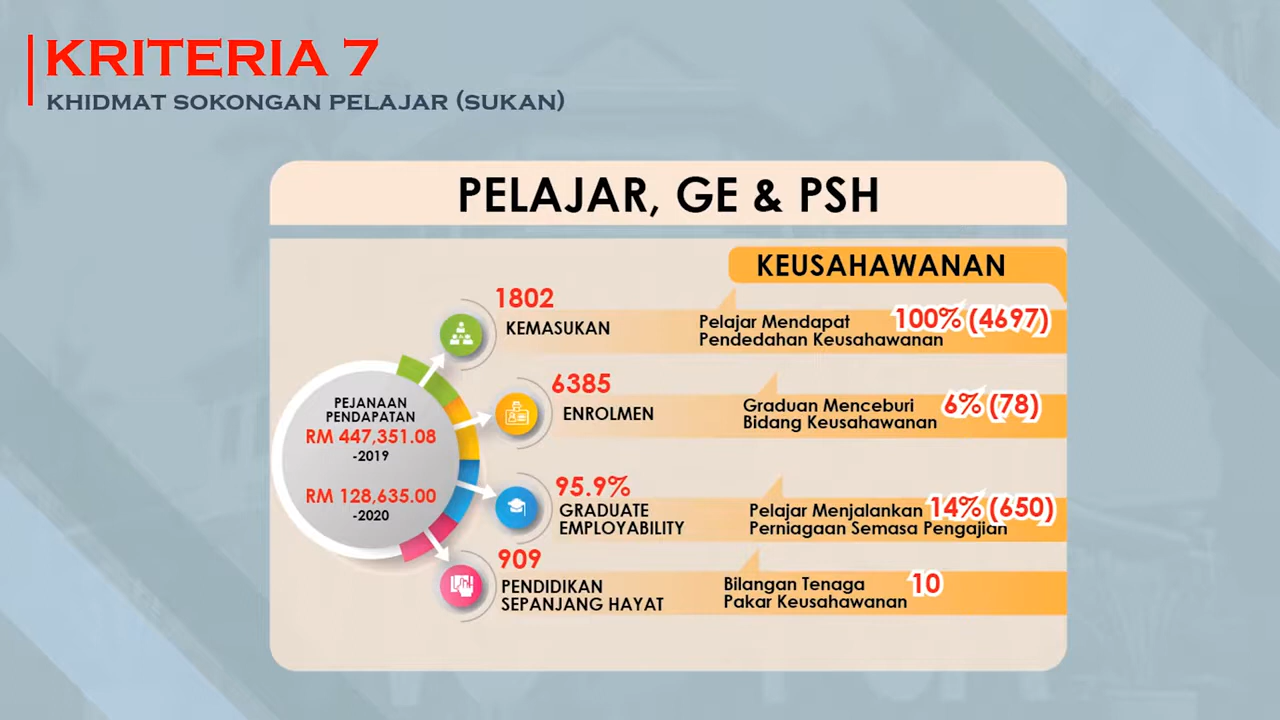 KRITERIA 7
KHIDMAT SOKONGAN PELAJAR (SUKAN)
PELAJAR, GE & PSH
PEJANAAN
PENDAPATAN
RM 447,351.08
-2019
RM 128,635.00
-2020
1802
KEMASUKAN
6385
ENROLMEN
95.9%
GRADUATE
EMPLOYABILITY
909
PENDIDIKAN
SEPANJANG HAYAT
KEUSAHAWANAN
Pelajar Mendapat 100% (4697)
Pendedahan Keusahawanan
Graduan Menceburi 6% (78)
Bidang Keusahawanan
Pelajar Menjalankan 14% (650)
Perniagaan Semasa Pengajian
Bilangan Tenaga 10
Pakar Keusahawanan